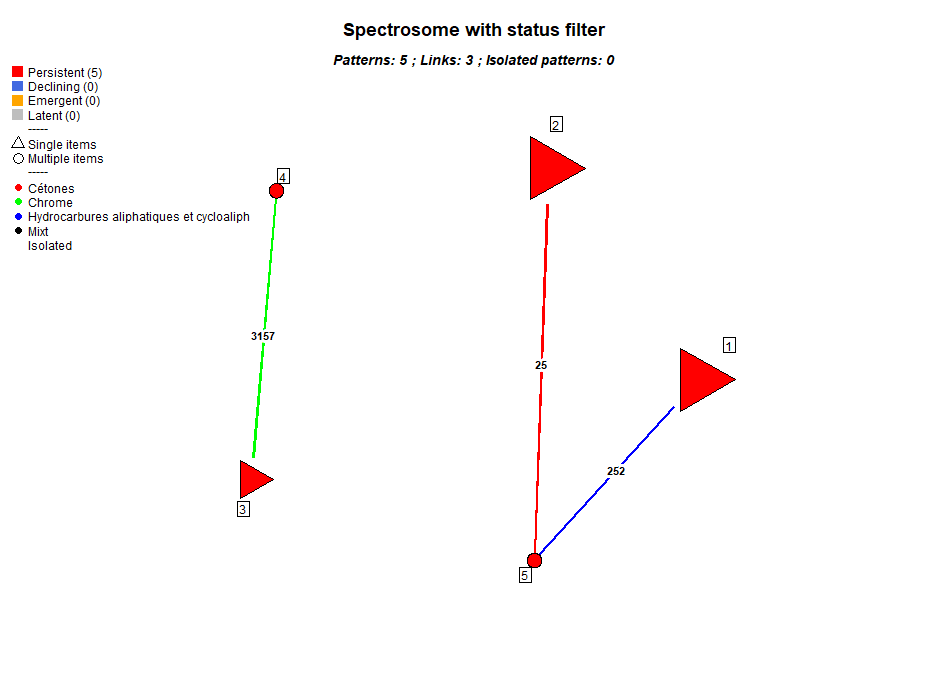 Spectrosome with status filter
Patterns: 5 ; Links: 3 ; Isolated patterns: 0
Persistent (5)
Declining (0)
Emergent (0)
Latent (0)
-----
Single items
Multiple items
-----
Cétones
Chrome
Hydrocarbures aliphatiques et cycloaliph
Mixt
Isolated
2
4
3157
1
25
252
3
5